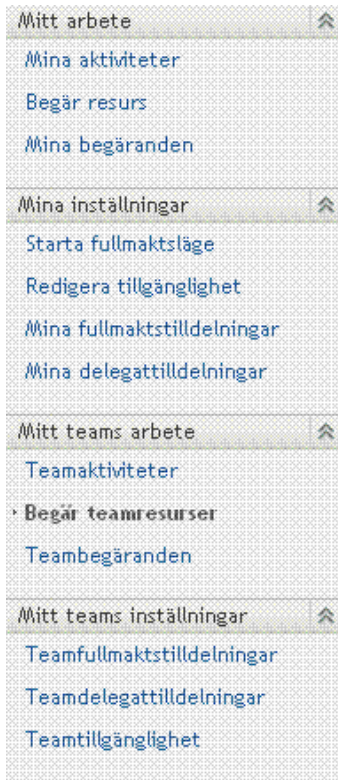 Mitt arbete
Mina aktiviteter
Begär resurs
Mina begäranden
Mina inställningar
Starta fullmaktsläge
Redigera tillgänglighet
Mina fullmaktstilldelningar
Mina delegattilldelningar
Mitt teams arbete
Teamaktiviteter
Begär teamresurser
Teambegäranden
Mitt teams inställningar
Teamfullmaktstilldelningar
Teamdelegattilldelningar
Teamtillgänglighet